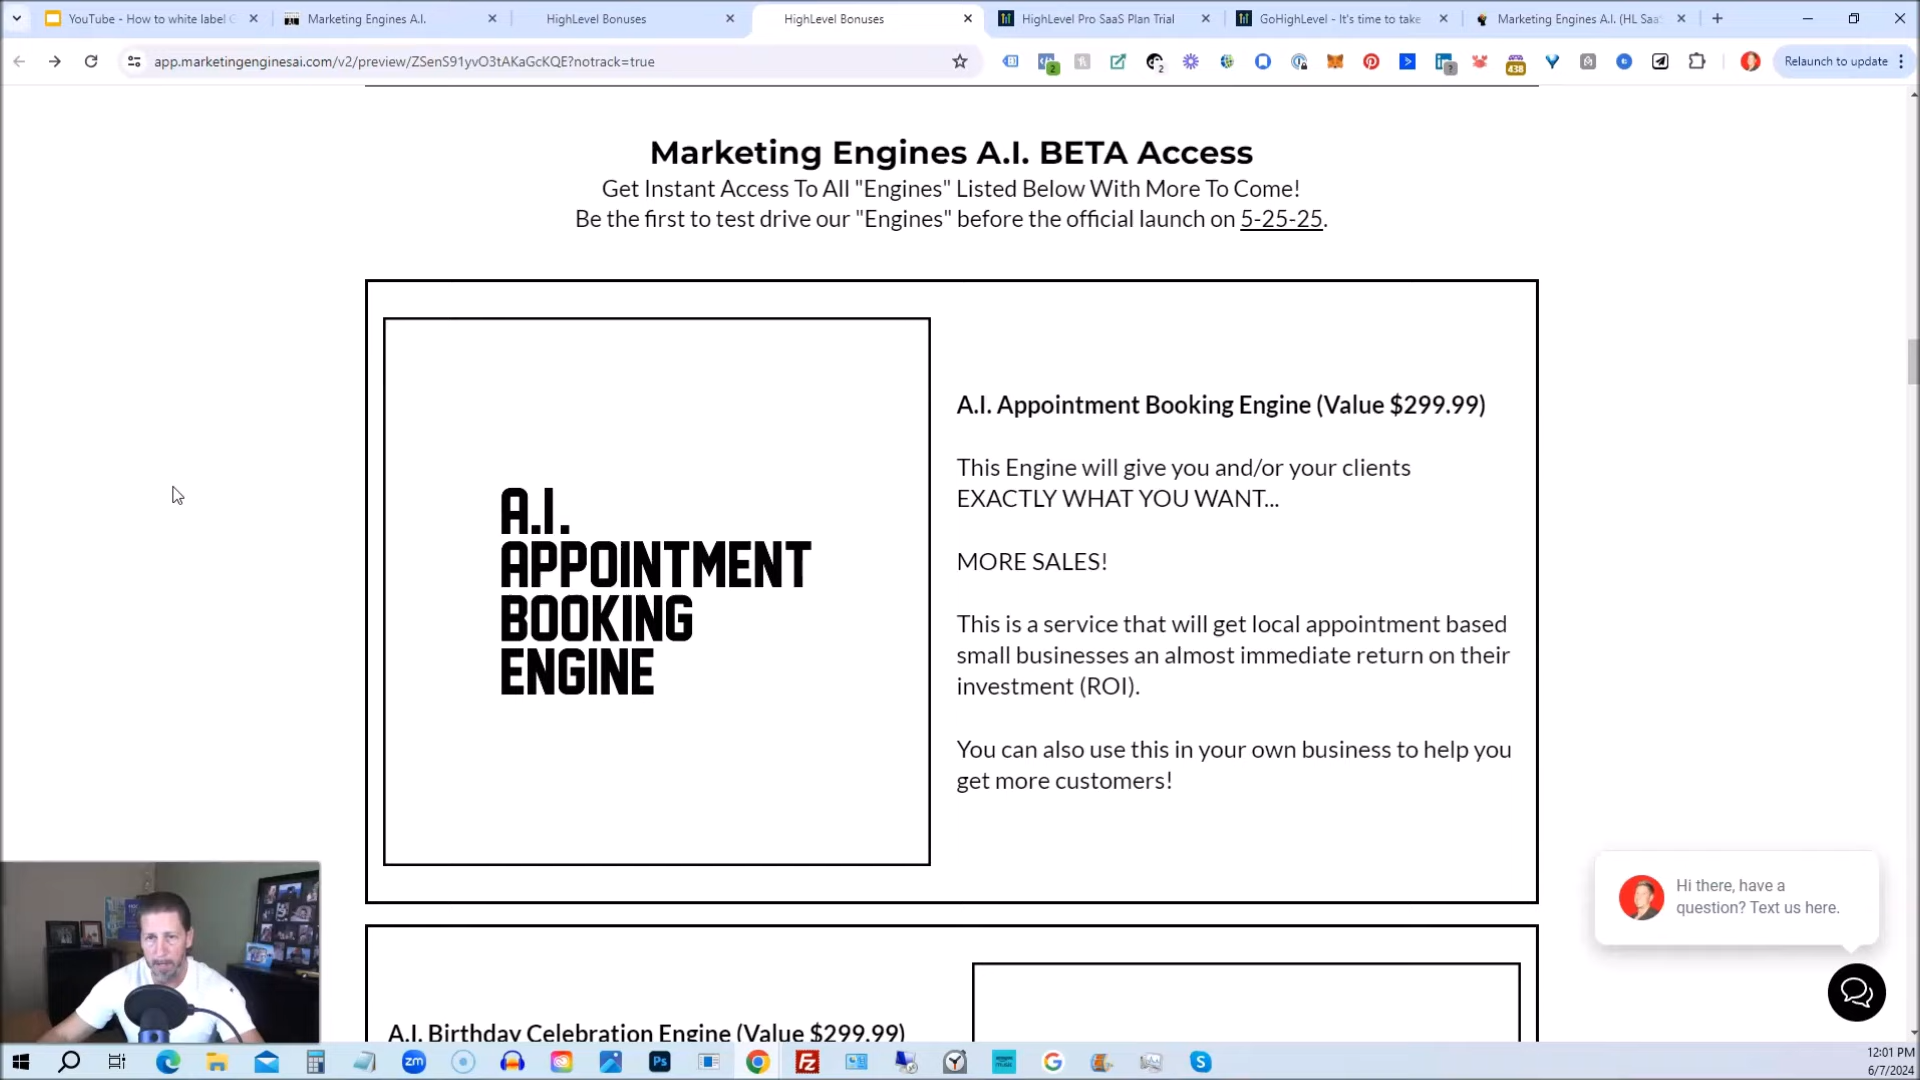 YouTube - How to white label G
Marketing Engines A.I.
HighLevel Bonuses
HighLevel Bonuses
HighLevel Pro SaaS Plan Trial
GoHighLevel - It's time to take
Marketing Engines A.I. (HL Saa
app.marketingenginesai.com/v2/preview/ZSenS91yvO3tAKaGcKQE?notrack=true
2
2
?
438
Relaunch to update
Marketing Engines A.I. BETA Access
Get Instant Access To All "Engines" Listed Below With More To Come!
Be the first to test drive our "Engines" before the official launch on 5-25-25.
A.I.
APPOINTMENT
BOOKING
ENGINE
A.I. Appointment Booking Engine (Value $299.99)
This Engine will give you and/or your clients
EXACTLY WHAT YOU WANT...
MORE SALES!
This is a service that will get local appointment based
small businesses an almost immediate return on their
investment (ROI).
You can also use this in your own business to help you
get more customers!
Hi there, have a
question? Text us here.
A.I. Birthday Celebration Engine (Value $299.99)
zm
Ps
Fz
12:01 PM
6/7/2024